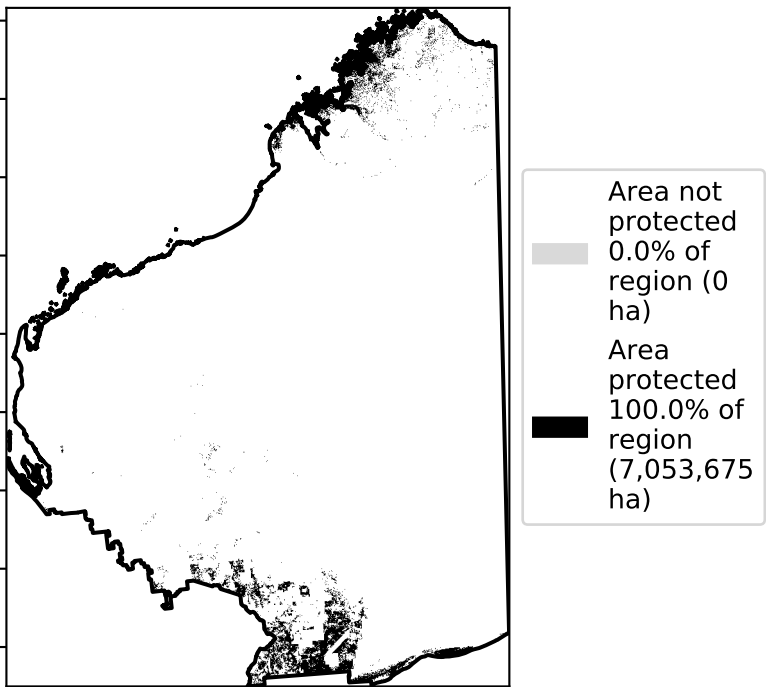 Area not
protected
0.0% of
region (0
ha)
Area
protected
100.0% of
region
(7,053,675
ha)